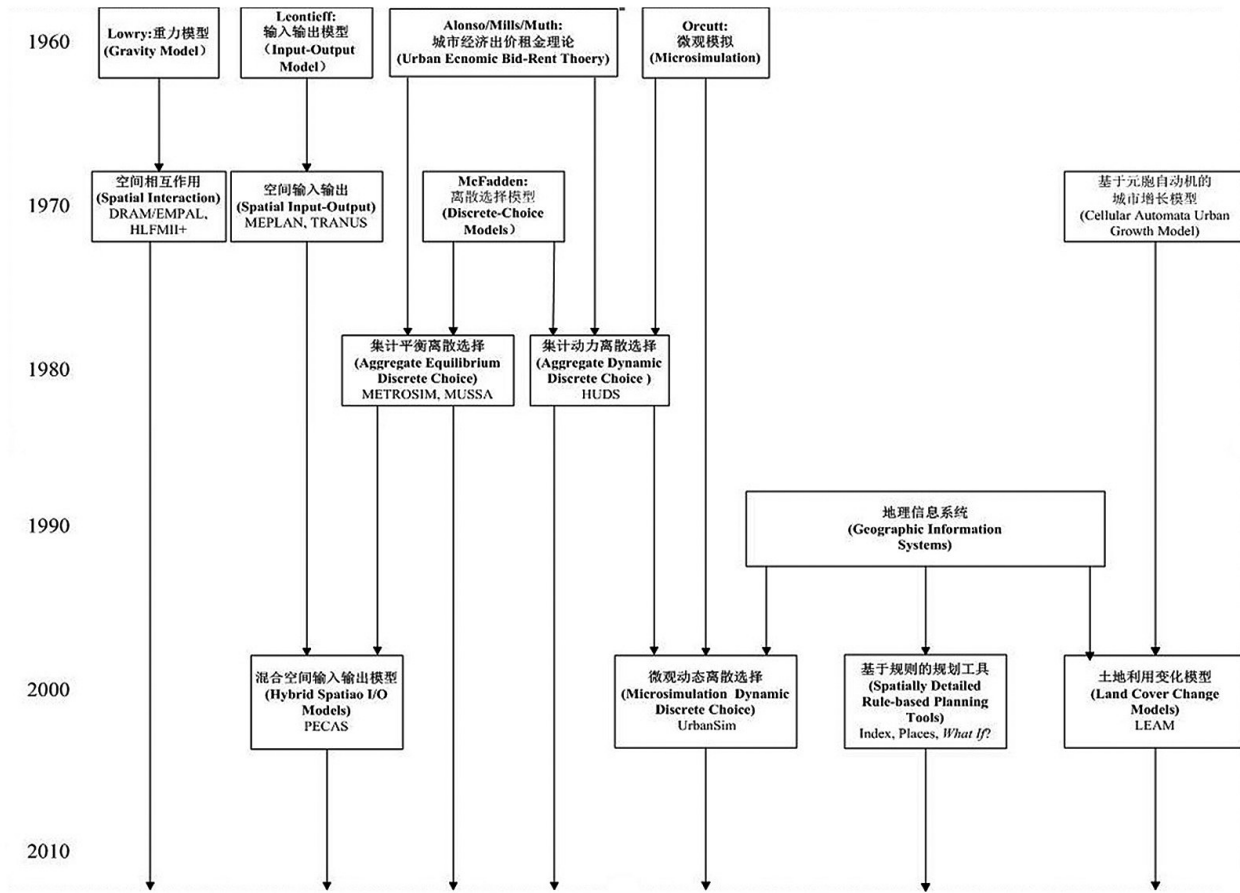 1960
Lowry:重力模型
(Gravity Model）
Leontieff:
输入输出模型
（Input-Output
Model）
Alonso/Mills/Muth:
城市经济出价租金理论
(Urban Ecnomic Bid-Rent Thoery)
Orcutt:
微观模拟
(Microsimulation)
1970
空间相互作用
(Spatial Interaction)
DRAM/EMPAL,
HLFMII+
空间输入输出
(Spatial Input-Output)
MEPLAN, TRANUS
McFadden:
离散选择模型
(Discrete-Choice
Models）
基于元胞自动机的
城市增长模型
(Cellular Automata Urban
Growth Model)
1980
集计平衡离散选择
(Aggregate Equilibrium
Discrete Choice)
METROSIM, MUSSA
集计动力离散选择
(Aggregate Dynamic
Discrete Choice )
HUDS
1990
地理信息系统
(Geographic Information
Systems)
2000
混合空间输入输出模型
(Hybrid Spatiao I/O
Models)
PECAS
微观动态离散选择
(Microsimulation Dynamic
Discrete Choice)
UrbanSim
基于规则的规划工具
(Spatially Detailed
Rule-based Planning
Tools)
Index, Places, What If?
土地利用变化模型
(Land Cover Change
Models)
LEAM
2010